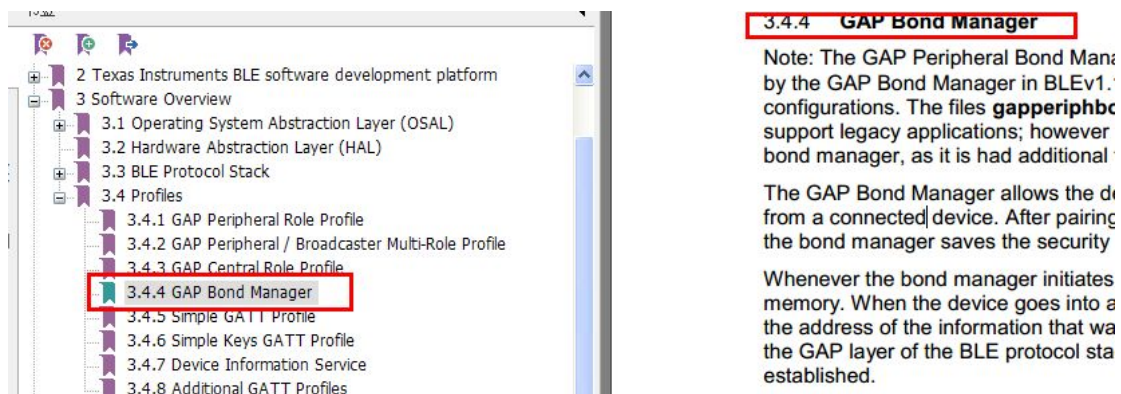 2 Texas Instruments BLE software development platform
3 Software Overview
3.1 Operating System Abstraction Layer (OSAL)
3.2 Hardware Abstraction Layer (HAL)
3.3 BLE Protocol Stack
3.4 Profiles
3.4.1 GAP Peripheral Role Profile
3.4.2 GAP Peripheral / Broadcaster Multi-Role Profile
3.4.3 GAP Central Role Profile
3.4.4 GAP Bond Manager
3.4.5 Simple GATT Profile
3.4.6 Simple Keys GATT Profile
3.4.7 Device Information Service
3.4.8 Additional GATT Profiles
3.4.4 GAP Bond Manager
Note: The GAP Peripheral Bond Mana
by the GAP Bond Manager in BLEv1.
configurations. The files gapperiphbo
support legacy applications; however
bond manager, as it is had additional
The GAP Bond Manager allows the de
from a connected device. After pairing
the bond manager saves the security
Whenever the bond manager initiates
memory. When the device goes into a
the address of the information that wa
the GAP layer of the BLE protocol sta
established.